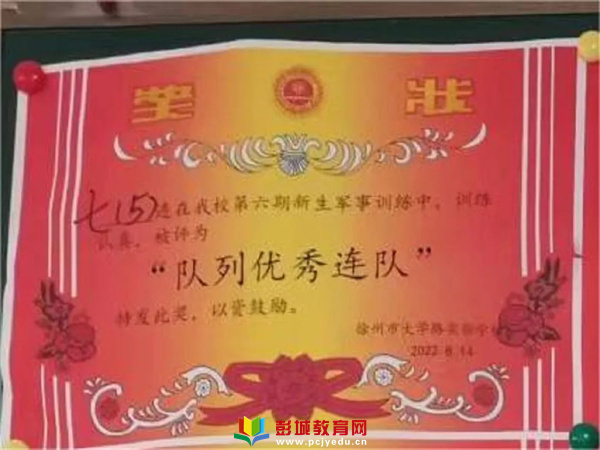 奖 状
七(5)连在我校第六期新生军事训练中，训练
认真，被评为
“队列优秀连队”
特发此奖，以资鼓励。
徐州市大学路实验学校
2022.8.14
彭城教育网
www.pcjyedu.cn